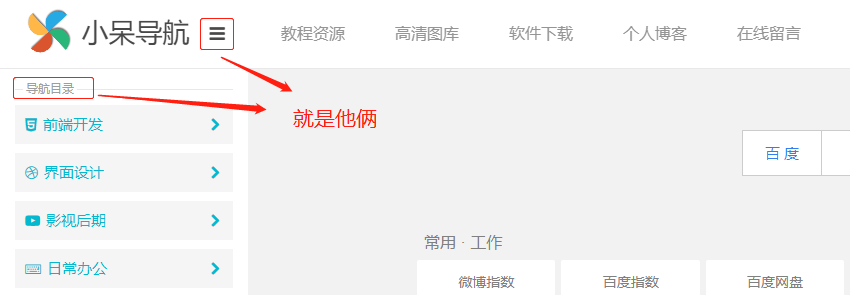 小呆导航 教程资源 高清图库 软件下载 个人博客 在线留言
导航目录
就是他俩
前端开发
百 度
界面设计
影视后期
常用 · 工作
日常办公
微博指数 百度指数 百度网盘